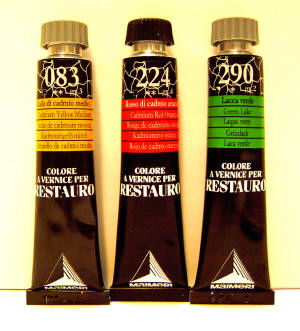 083
Giallo di cadmio medio
Cadmium Yellow Medium
Jaune de cadmium moyen
Kadmiumgelb mittel
Amarillo de cadmio medio
COLORE
A VERNICE PER
RESTAURO
MAIMERI
224
Rosso di cadmio
Cadmium Red Orange
Rouge de cadmium
Kadmiumrot orange
Rojo de cadmio
COLORE
A VERNICE PER
RESTAURO
MAIMERI
290
Lacca verde
Green Lake
Laque verte
Grünlack
Laca verde
COLORE
A VERNICE PER
RESTAURO
MAIMERI